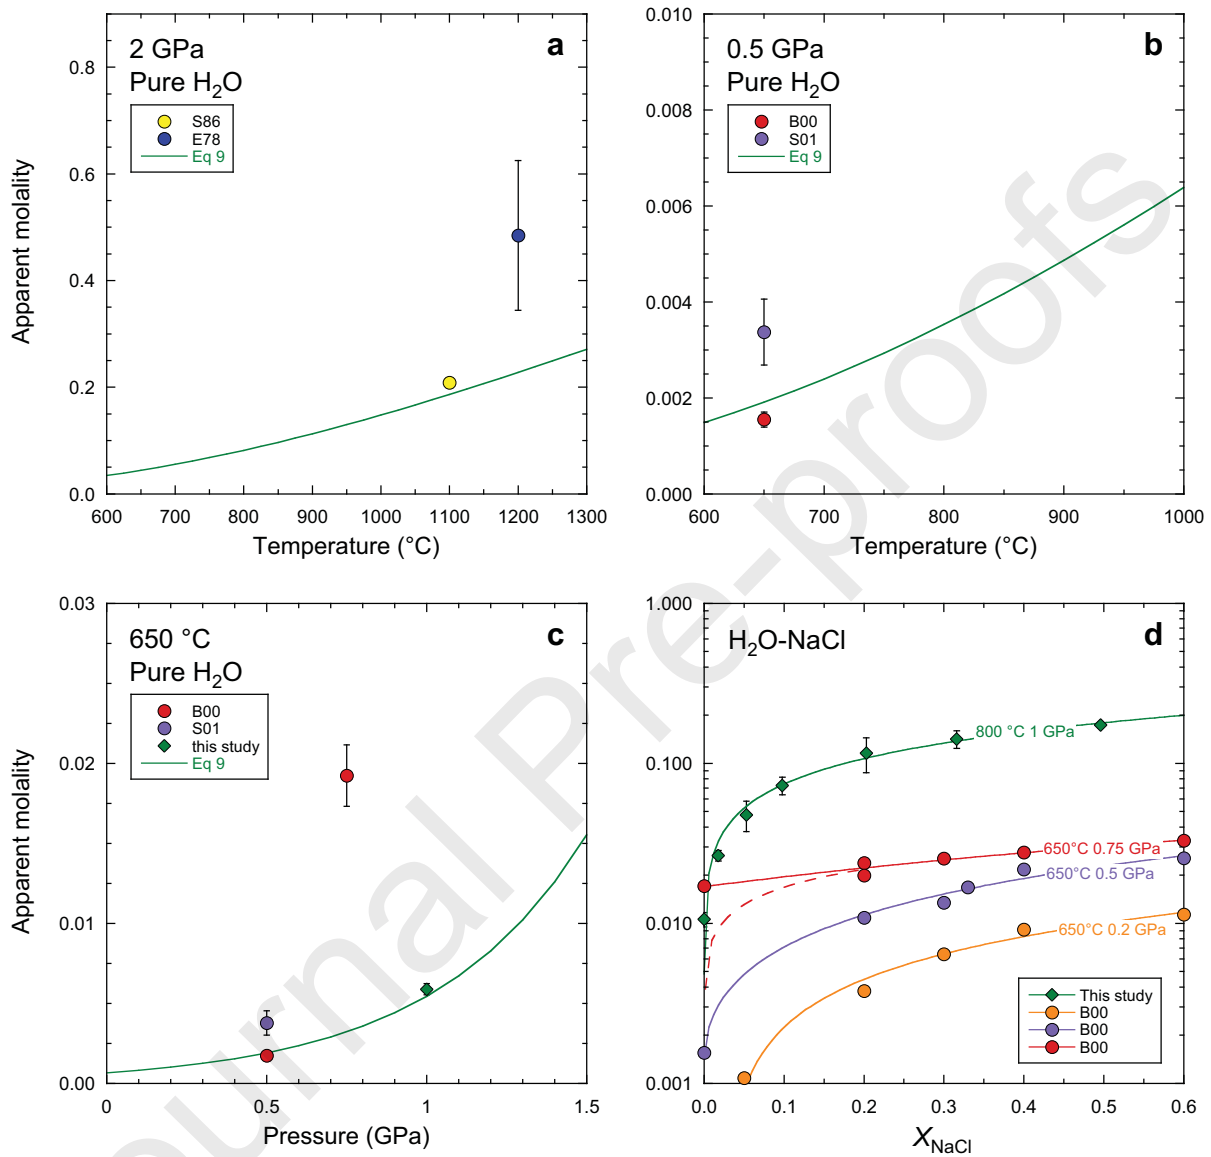 2 GPa
Pure H₂O
a
S86
E78
Eq 9
0.8
0.6
0.4
0.2
0.0
600 700 800 900 1000 1100 1200 1300
Temperature (°C)
Apparent molality
0.5 GPa
Pure H₂O
b
B00
S01
Eq 9
0.010
0.008
0.006
0.004
0.002
0.000
600 700 800 900 1000
Temperature (°C)
650 °C
Pure H₂O
c
B00
S01
this study
Eq 9
0.03
0.02
0.01
0.00
0 0.5 1 1.5
Pressure (GPa)
Apparent molality
H₂O-NaCl
d
1.000
0.100
0.010
0.001
800 °C 1 GPa
650°C 0.75 GPa
650°C 0.5 GPa
650°C 0.2 GPa
This study
B00
B00
B00
0.0 0.1 0.2 0.3 0.4 0.5 0.6
X_NaCl
urnal Pre-proofs